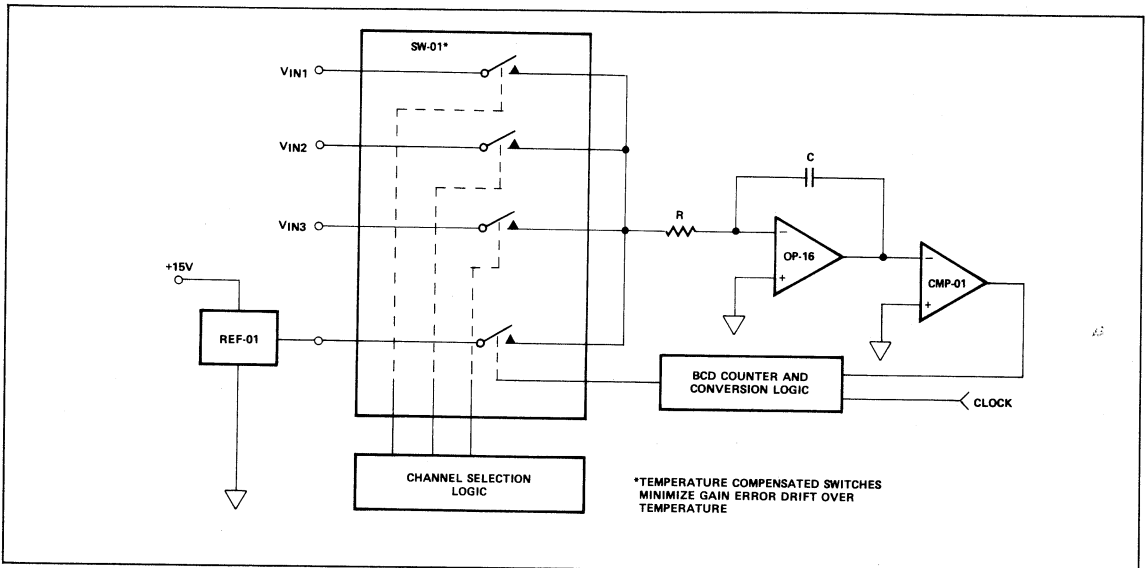 SW-01*
VIN1
VIN2
VIN3
+15V
REF-01
R
C
−
OP-16
+
−
CMP-01
+
BCD COUNTER AND
CONVERSION LOGIC
CLOCK
CHANNEL SELECTION
LOGIC
*TEMPERATURE COMPENSATED SWITCHES
MINIMIZE GAIN ERROR DRIFT OVER
TEMPERATURE